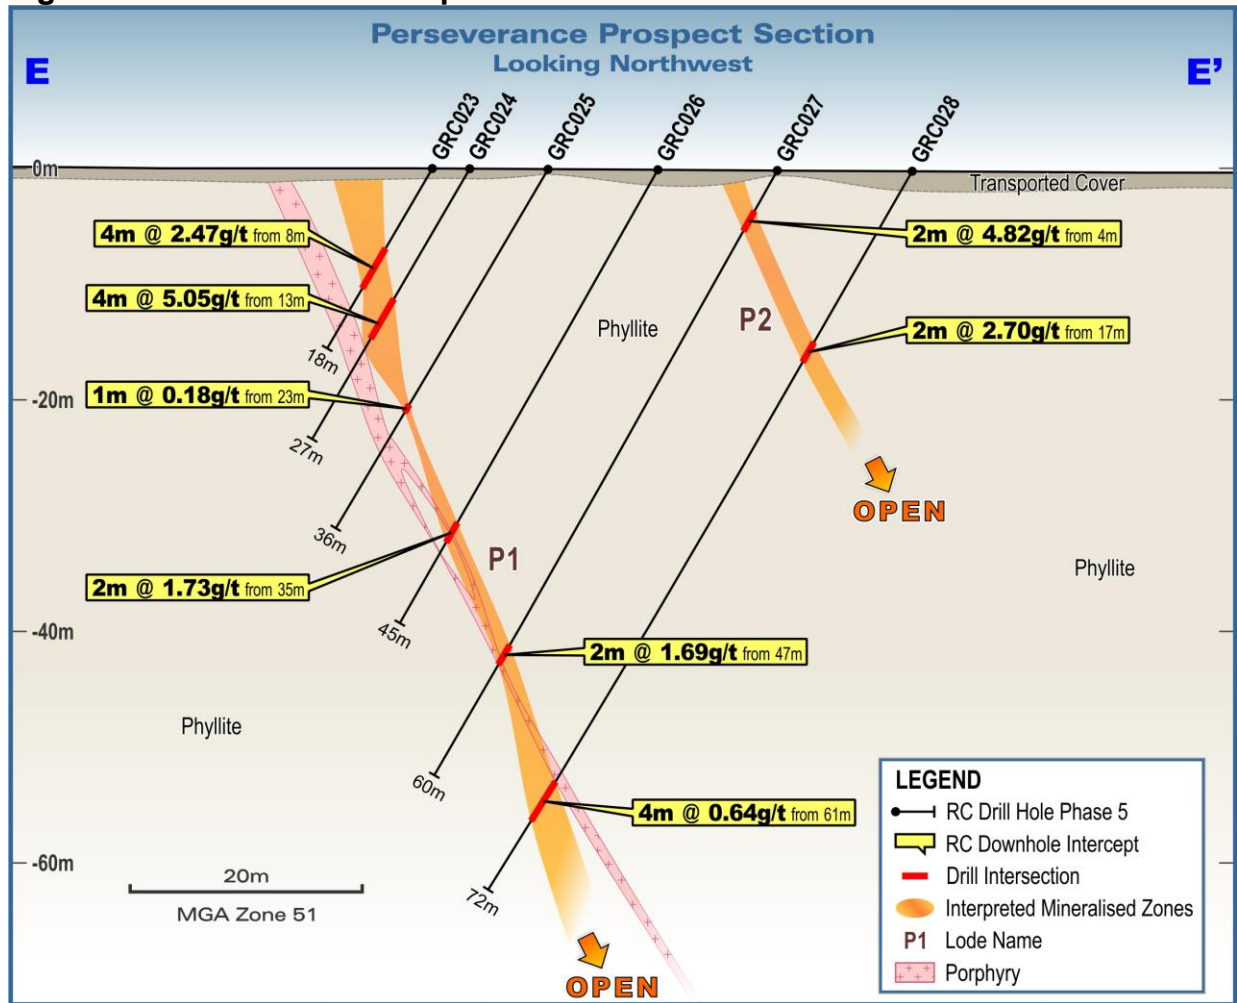 Perseverance Prospect Section
Looking Northwest
E
E'
GRC023
GRC024
GRC025
GRC026
GRC027
GRC028
0m
Transported Cover
4m @ 2.47g/t from 8m
2m @ 4.82g/t from 4m
4m @ 5.05g/t from 13m
Phyllite
P2
2m @ 2.70g/t from 17m
18m
-20m
1m @ 0.18g/t from 23m
27m
OPEN
36m
P1
Phyllite
2m @ 1.73g/t from 35m
45m
-40m
2m @ 1.69g/t from 47m
Phyllite
60m
4m @ 0.64g/t from 61m
-60m
72m
20m
MGA Zone 51
OPEN
LEGEND
RC Drill Hole Phase 5
RC Downhole Intercept
Drill Intersection
Interpreted Mineralised Zones
P1 Lode Name
Porphyry